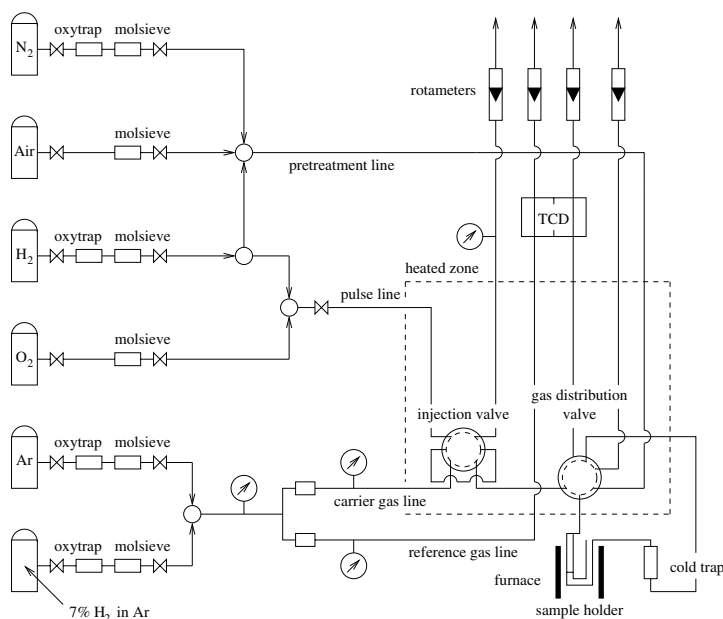 oxytrap molsieve
N2
rotameters
molsieve
Air
pretreatment line
TCD
oxytrap molsieve
H2
heated zone
pulse line
molsieve
O2
gas distribution
valve
injection valve
oxytrap molsieve
Ar
carrier gas line
oxytrap molsieve
reference gas line
furnace
cold trap
sample holder
7% H2 in Ar